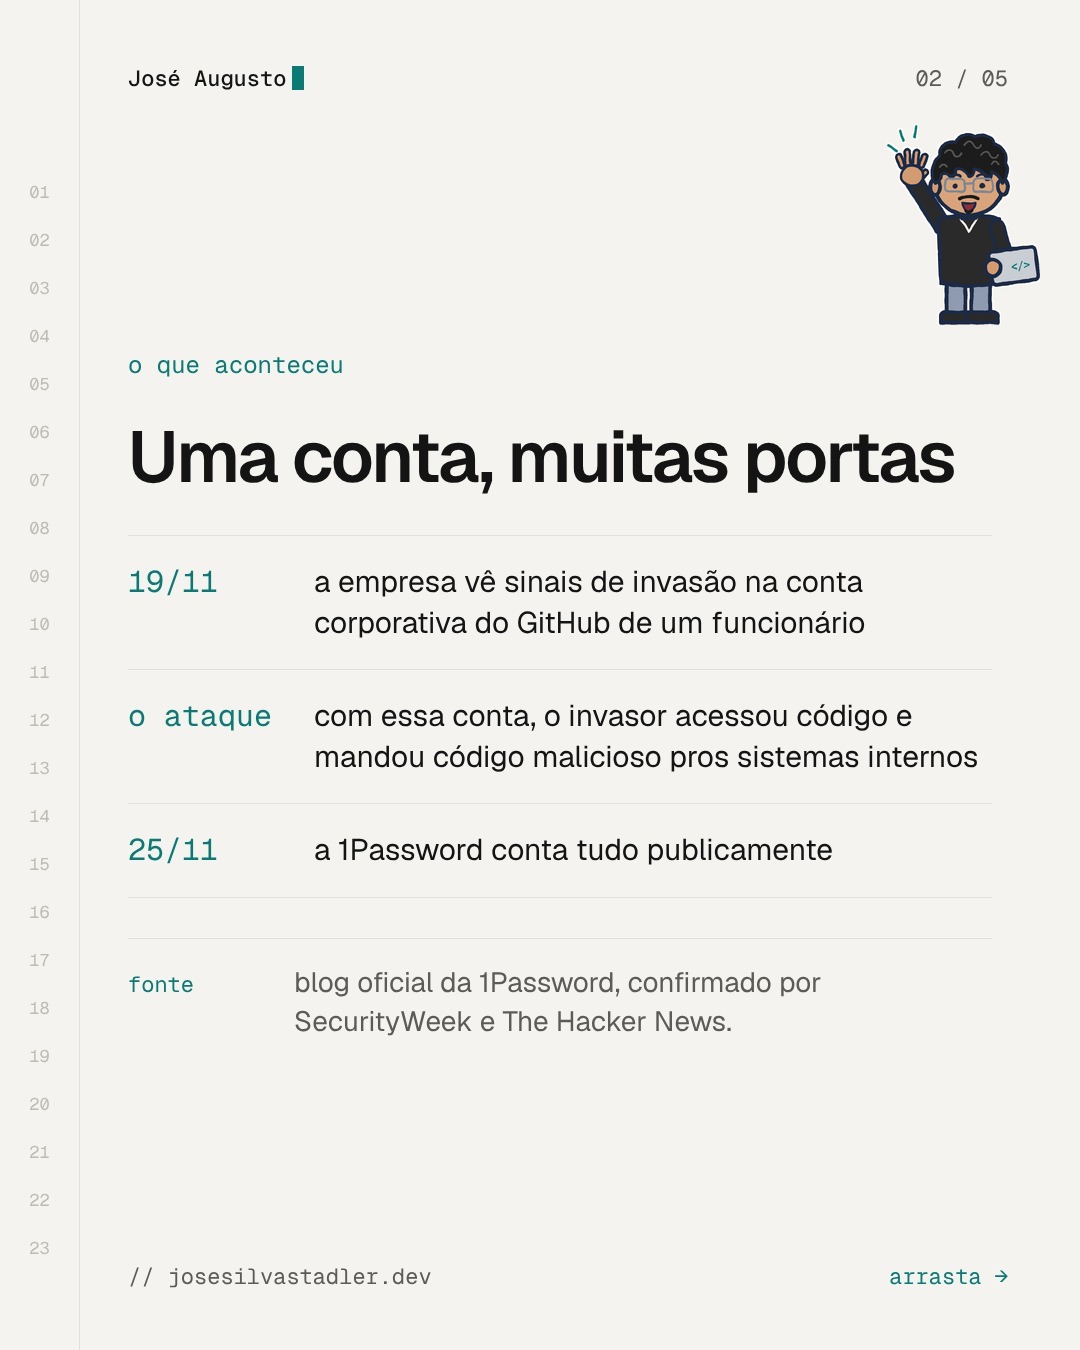 José Augusto
02 / 05
</>
01
02
03
04
05
06
07
08
09
10
11
12
13
14
15
16
17
18
19
20
21
22
23
o que aconteceu
Uma conta, muitas portas
19/11
a empresa vê sinais de invasão na conta
corporativa do GitHub de um funcionário
o ataque
com essa conta, o invasor acessou código e
mandou código malicioso pros sistemas internos
25/11
a 1Password conta tudo publicamente
fonte
blog oficial da 1Password, confirmado por
SecurityWeek e The Hacker News.
// josesilvastadler.dev
arrasta →